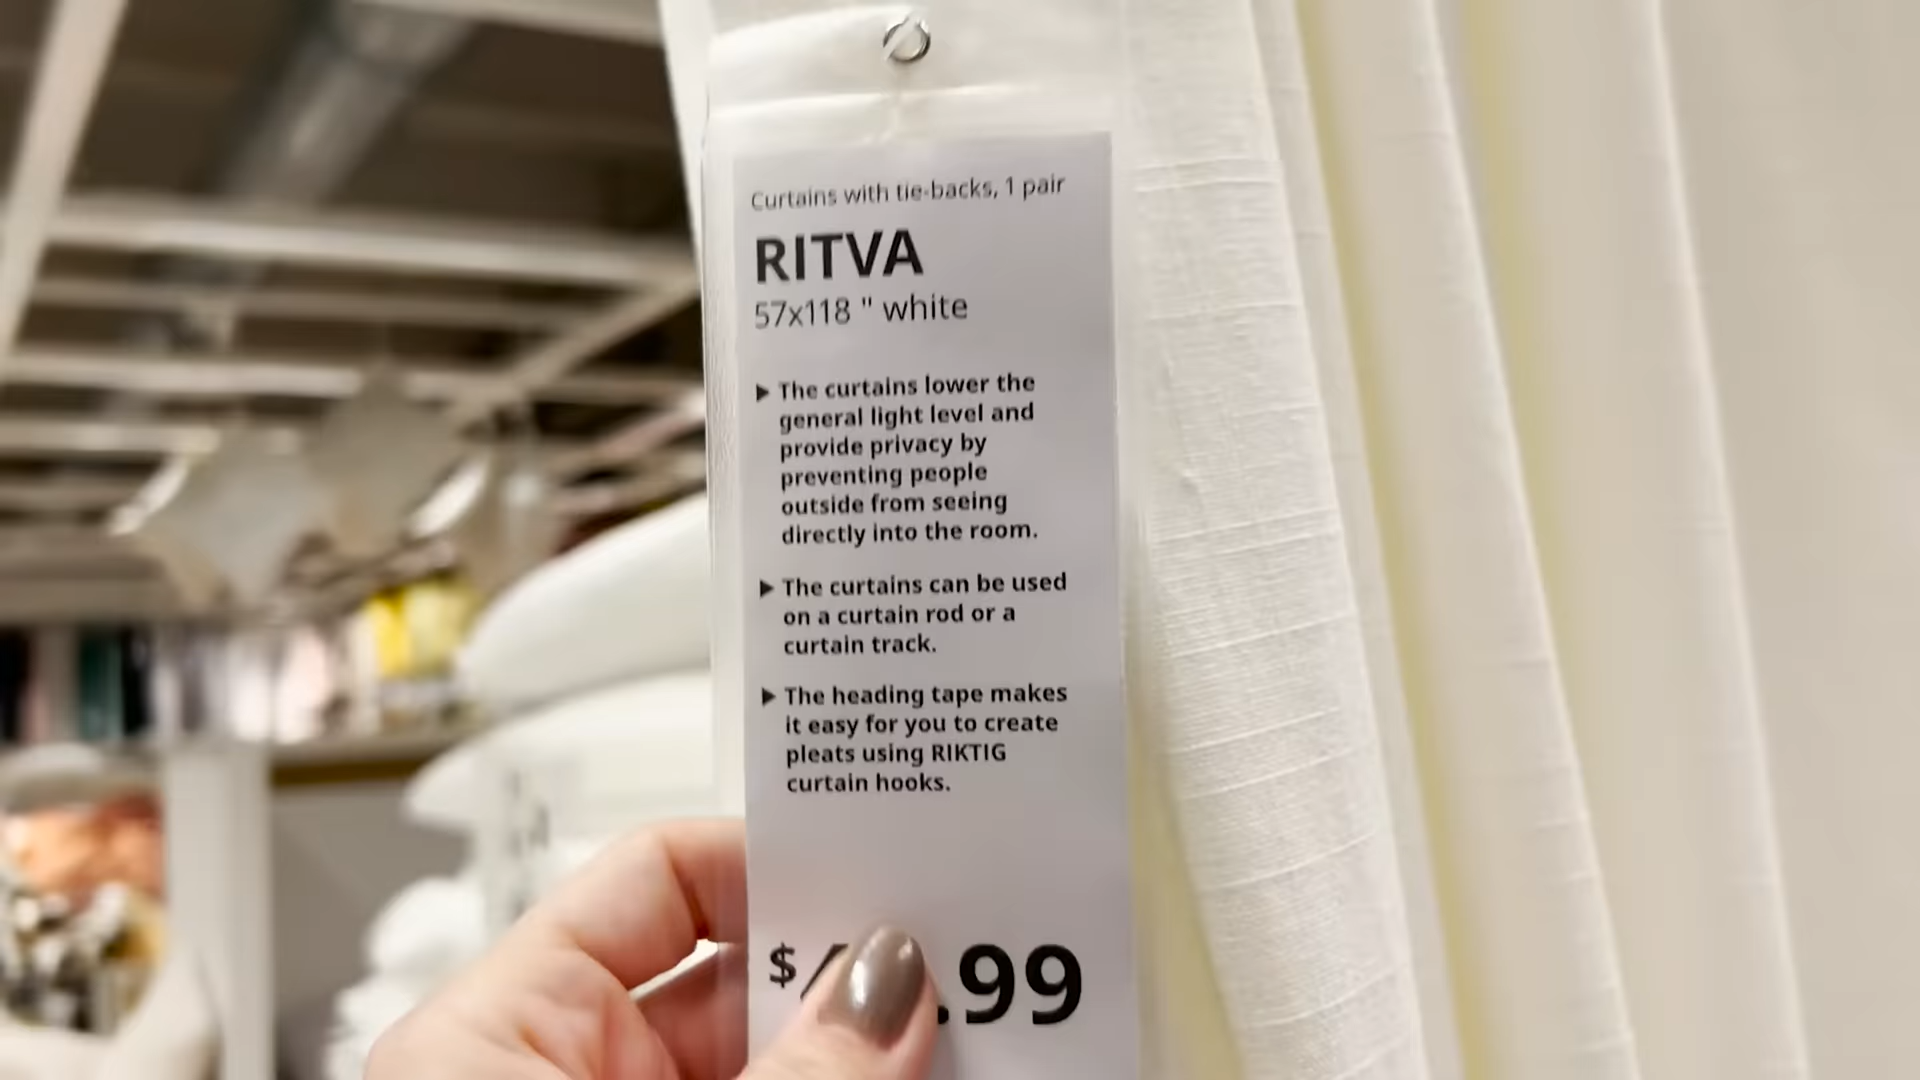 Curtains with tie-backs, 1 pair
RITVA
57x118 " white
▶ The curtains lower the
general light level and
provide privacy by
preventing people
outside from seeing
directly into the room.
▶ The curtains can be used
on a curtain rod or a
curtain track.
▶ The heading tape makes
it easy for you to create
pleats using RIKTIG
curtain hooks.
$ .99